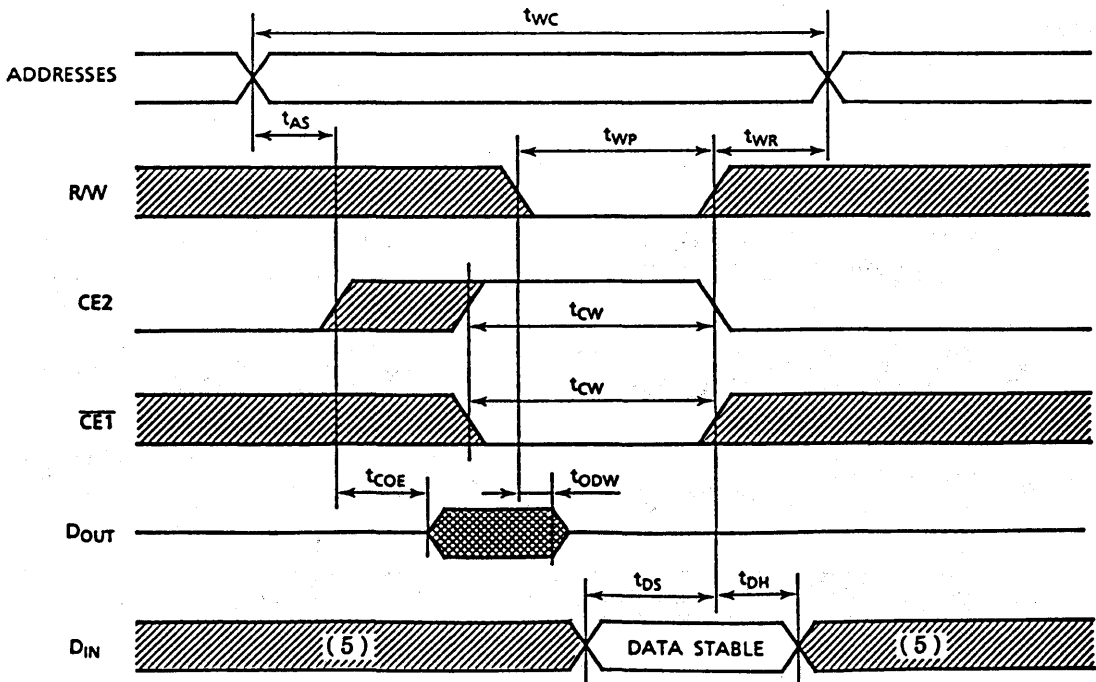 tWC
ADDRESSES
tAS
tWP
tWR
R/W
CE2
tCW
tCW
CE1
tCOE
tODW
DOUT
tDS
tDH
DIN
(5)
DATA STABLE
(5)